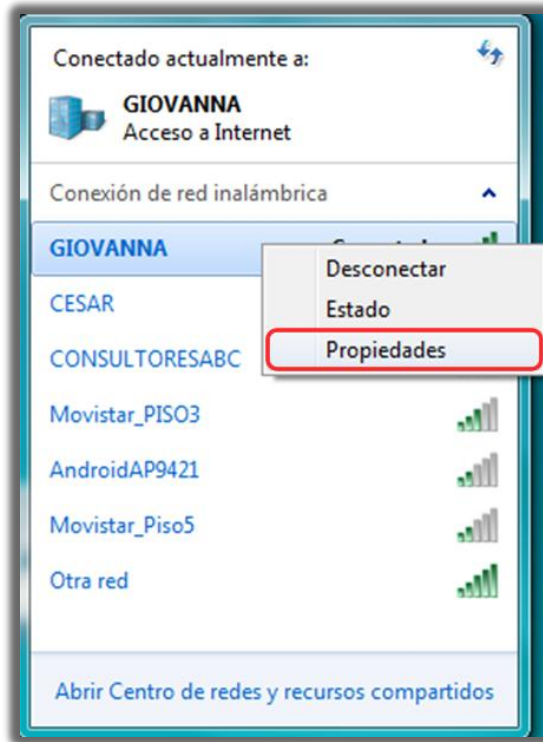 Conectado actualmente a:
GIOVANNA
Acceso a Internet
Conexión de red inalámbrica
GIOVANNA
Desconectar
CESAR
Estado
CONSULTORESABC
Propiedades
Movistar_PISO3
AndroidAP9421
Movistar_Piso5
Otra red
Abrir Centro de redes y recursos compartidos